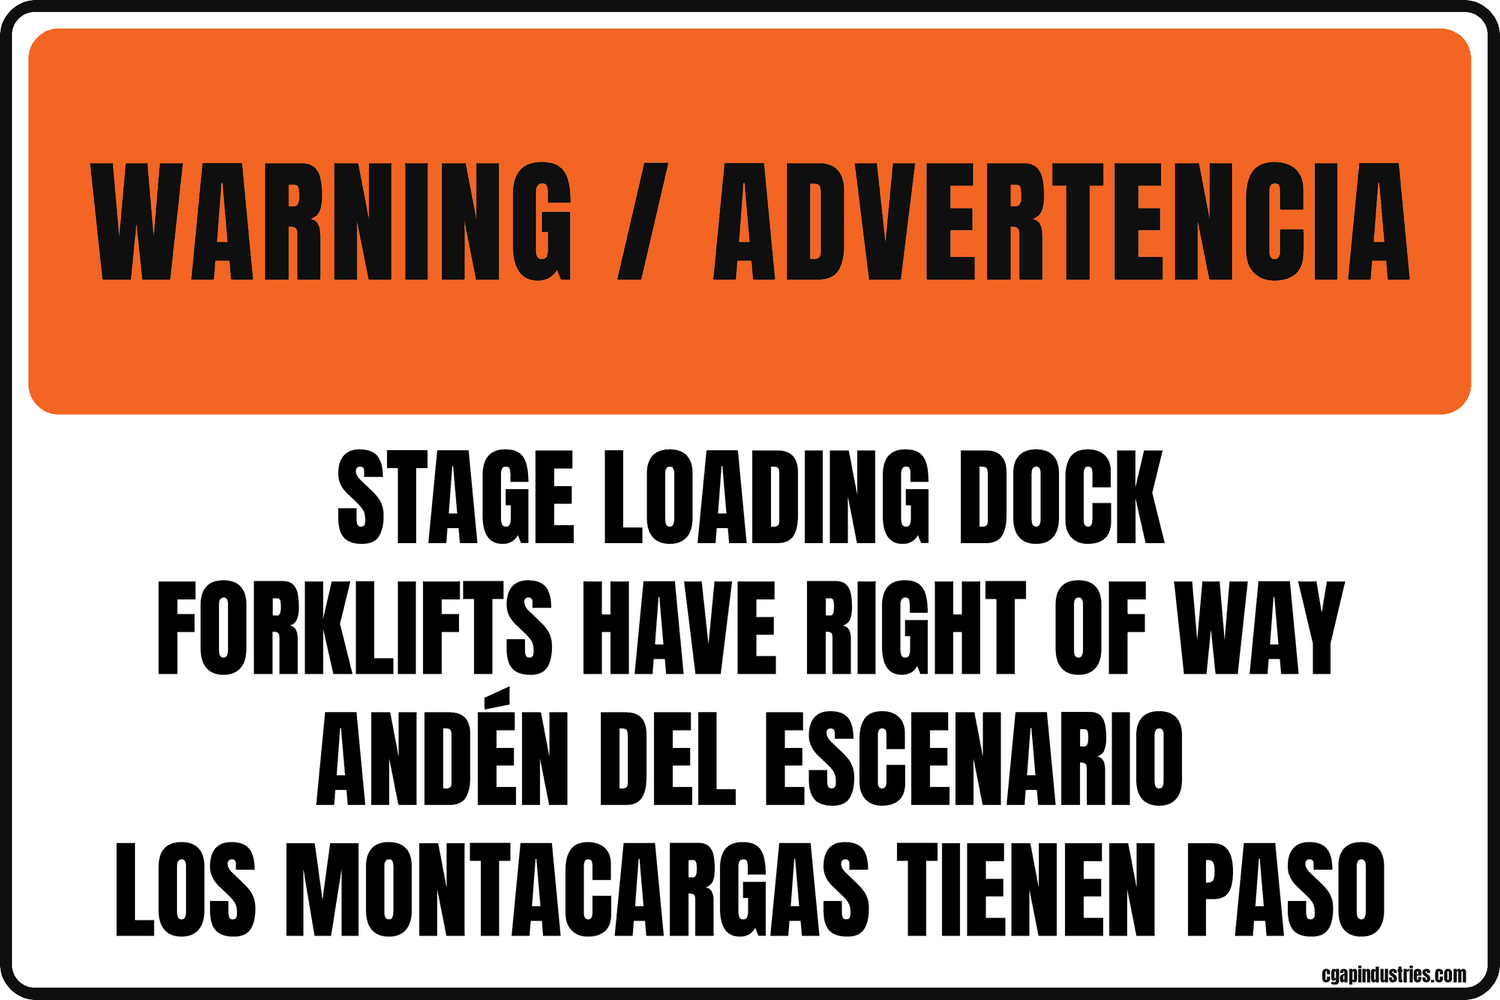 WARNING / ADVERTENCIA
STAGE LOADING DOCK
FORKLIFTS HAVE RIGHT OF WAY
ANDÉN DEL ESCENARIO
LOS MONTACARGAS TIENEN PASO
cgapindustries.com